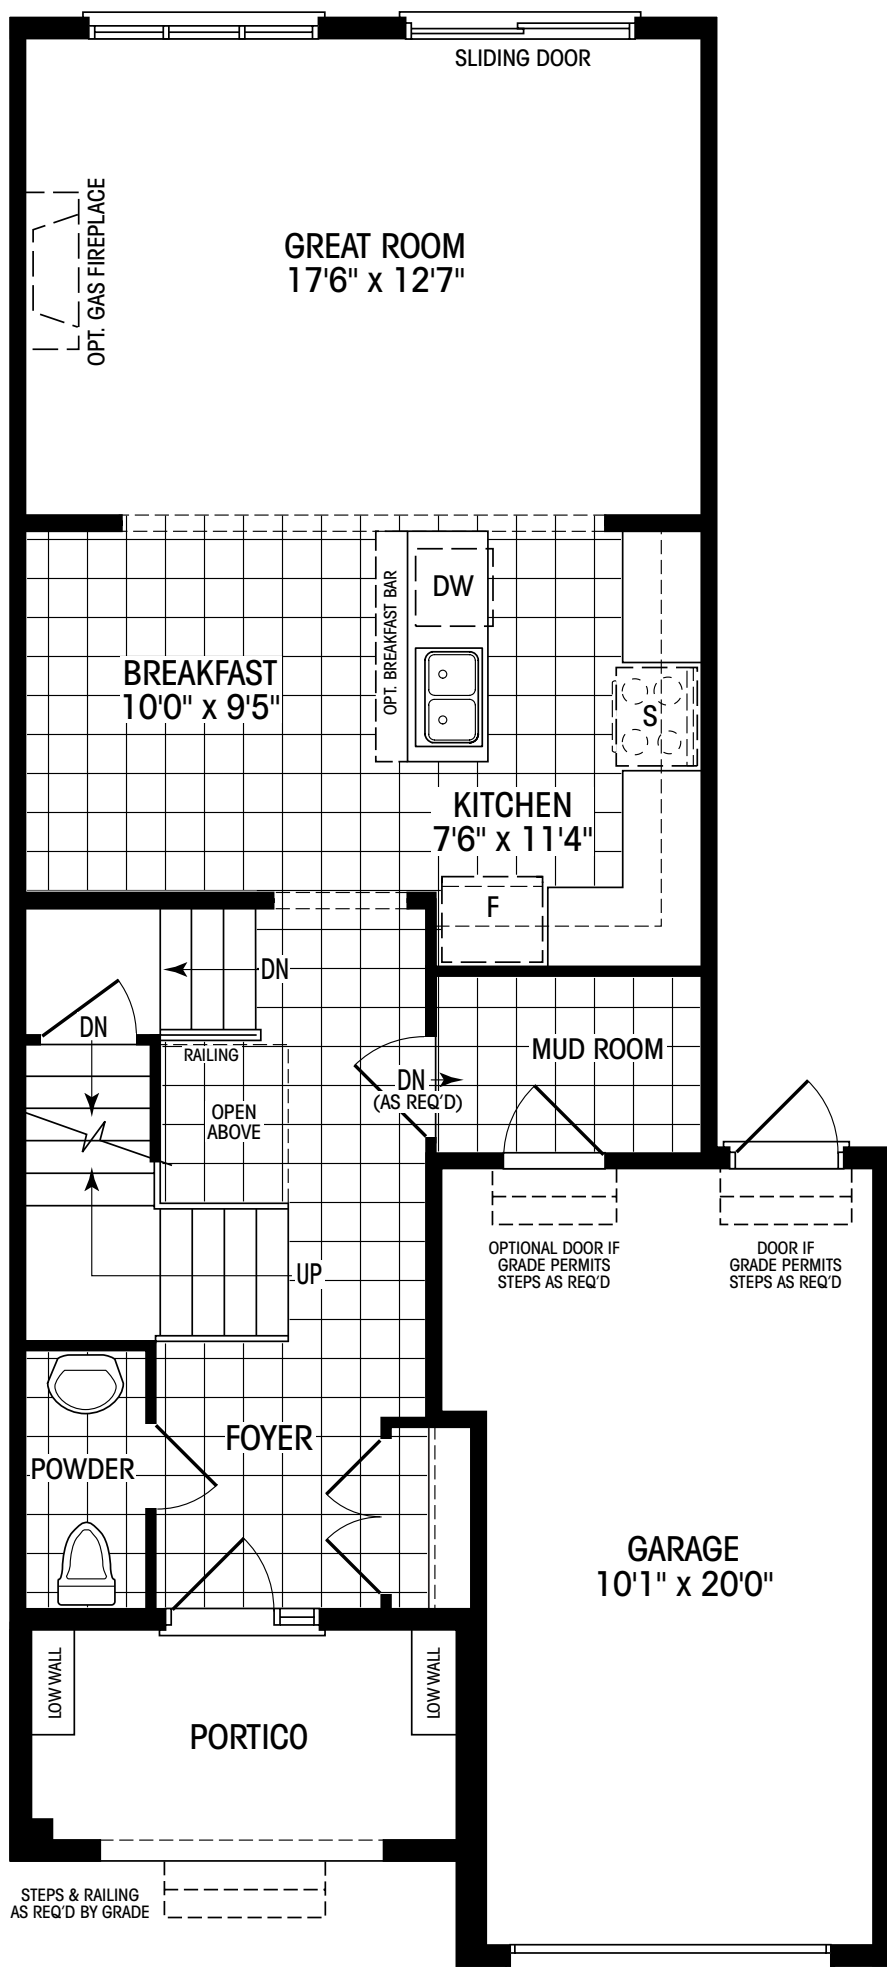 SLIDING DOOR
OPT. GAS FIREPLACE
GREAT ROOM
17'6" x 12'7"
DW
OPT. BREAKFAST BAR
BREAKFAST
10'0" x 9'5"
S
KITCHEN
7'6" x 11'4"
F
DN
DN
RAILING
MUD ROOM
DN
(AS REQ'D)
OPEN
ABOVE
OPTIONAL DOOR IF
GRADE PERMITS
STEPS AS REQ'D
DOOR IF
GRADE PERMITS
STEPS AS REQ'D
UP
FOYER
POWDER
GARAGE
10'1" x 20'0"
LOW WALL
LOW WALL
PORTICO
STEPS & RAILING
AS REQ'D BY GRADE